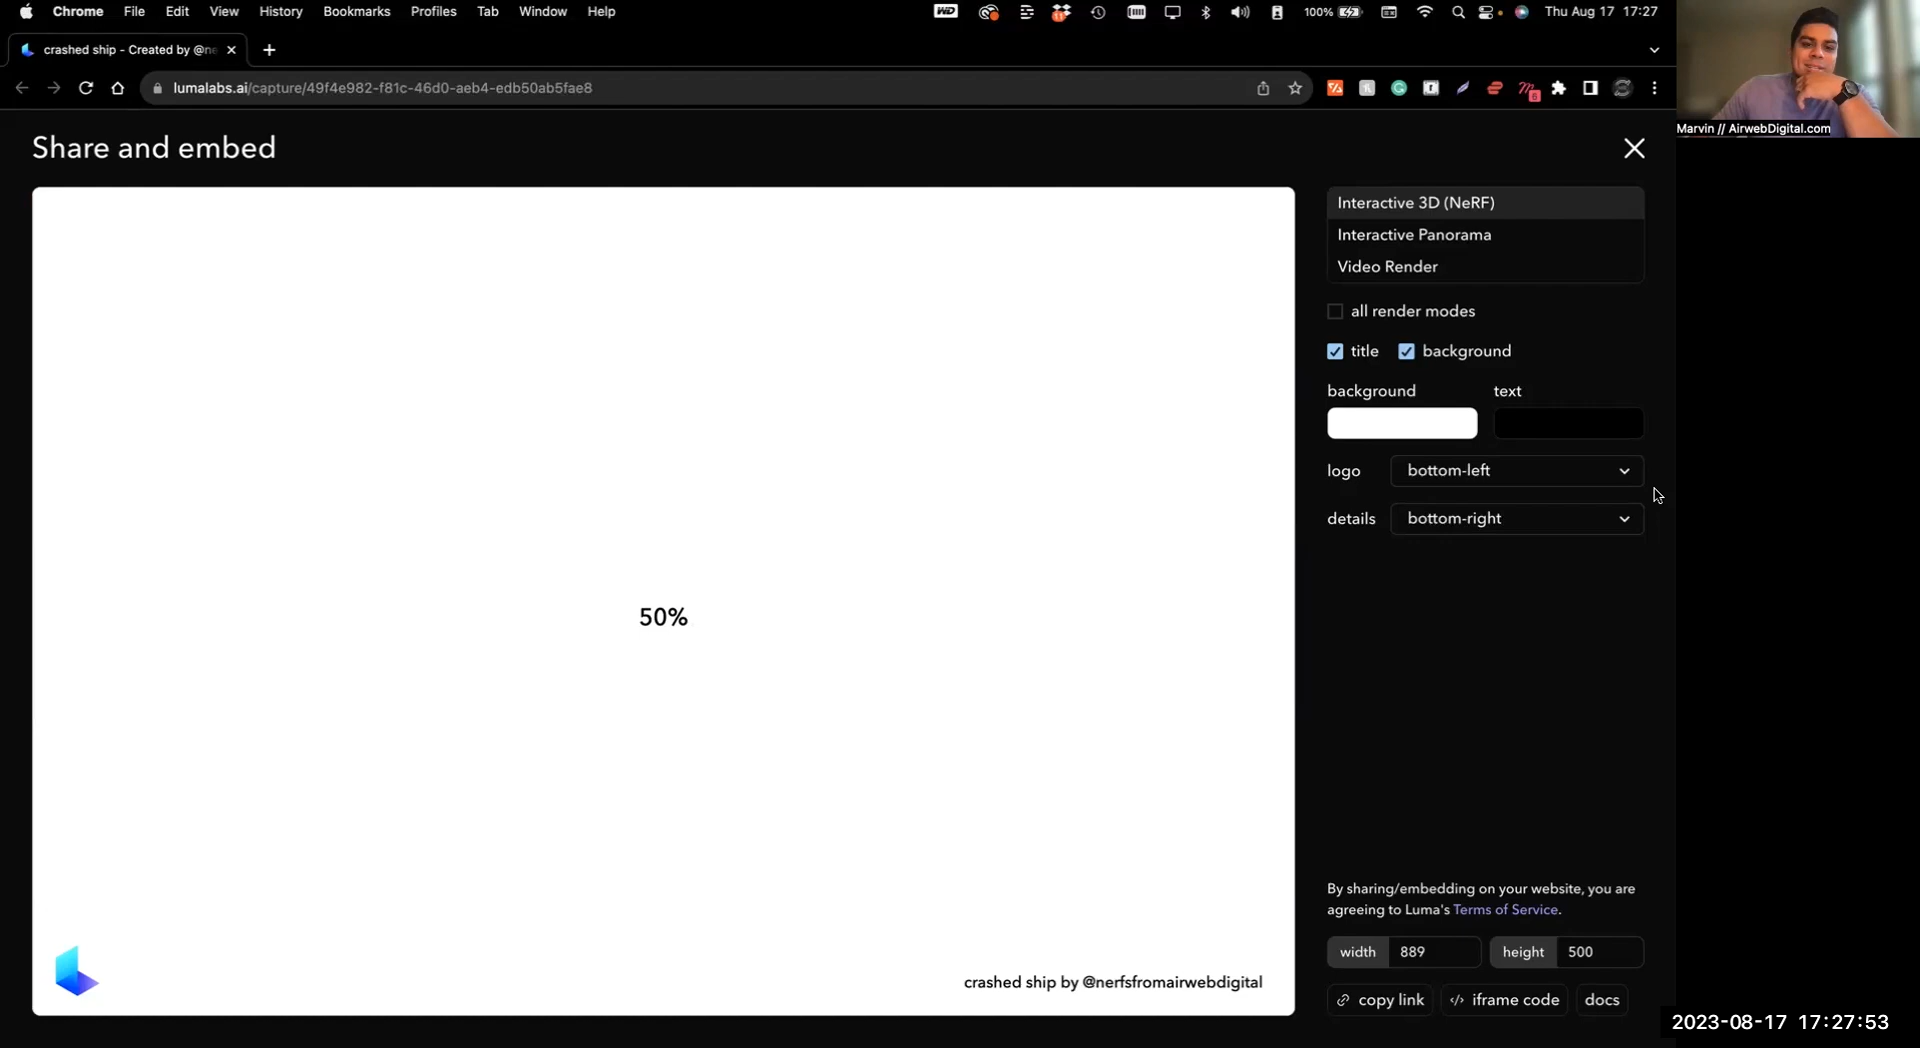 Chrome File Edit View History Bookmarks Profiles Tab Window Help
WD 11 100% Thu Aug 17 17:27
crashed ship - Created by @ne
lumalabs.ai/capture/49f4e982-f81c-46d0-aeb4-edb50ab5fae8
6
Marvin // AirwebDigital.com
Share and embed
Interactive 3D (NeRF)
Interactive Panorama
Video Render
all render modes
title background
background text
logo bottom-left
details bottom-right
50%
By sharing/embedding on your website, you are
agreeing to Luma's Terms of Service.
width 889 height 500
crashed ship by @nerfsfromairwebdigital
copy link </> iframe code docs
2023-08-17 17:27:53